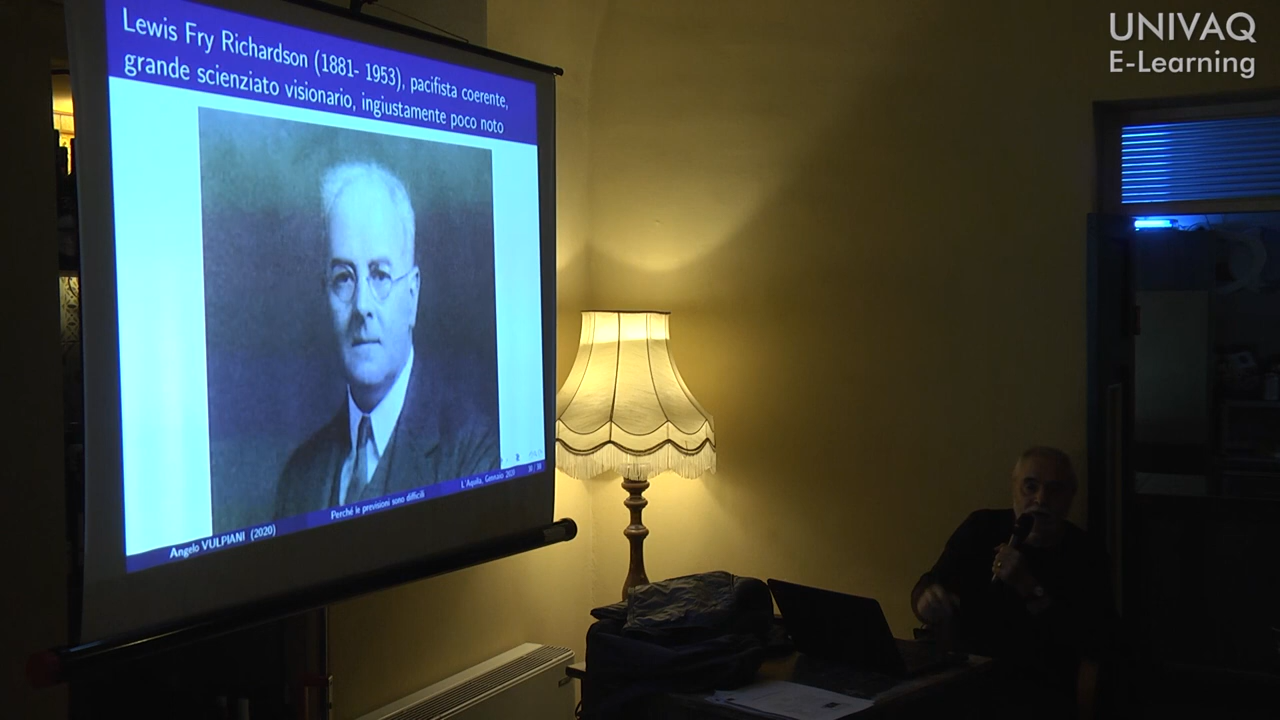 Lewis Fry Richardson (1881- 1953), pacifista coerente,
grande scienziato visionario, ingiustamente poco noto
Angelo VULPIANI (2020)
Perché le previsioni sono difficili
L'Aquila, Gennaio 2020
UNIVAQ
E-Learning